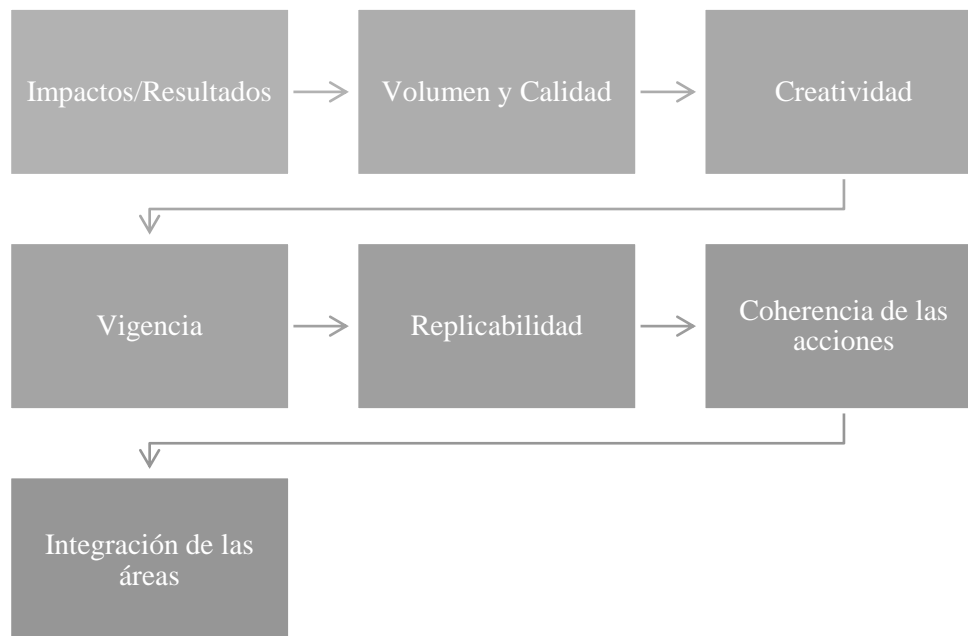 Impactos/Resultados
Volumen y Calidad
Creatividad
Vigencia
Replicabilidad
Coherencia de las
acciones
Integración de las
áreas